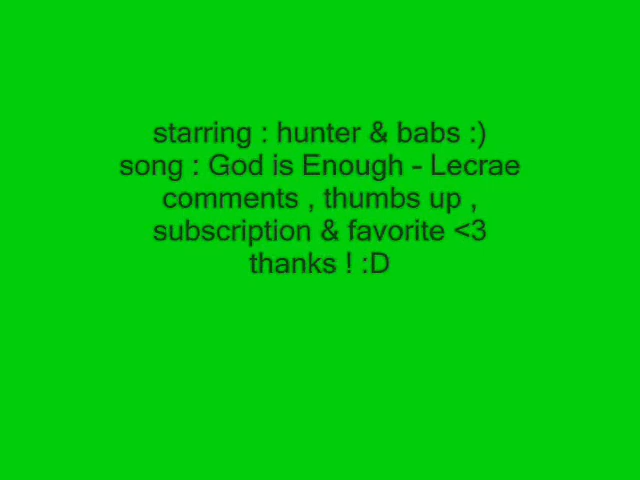 starring : hunter & babs :)
song : God is Enough - Lecrae
comments , thumbs up ,
subscription & favorite <3
thanks ! :D